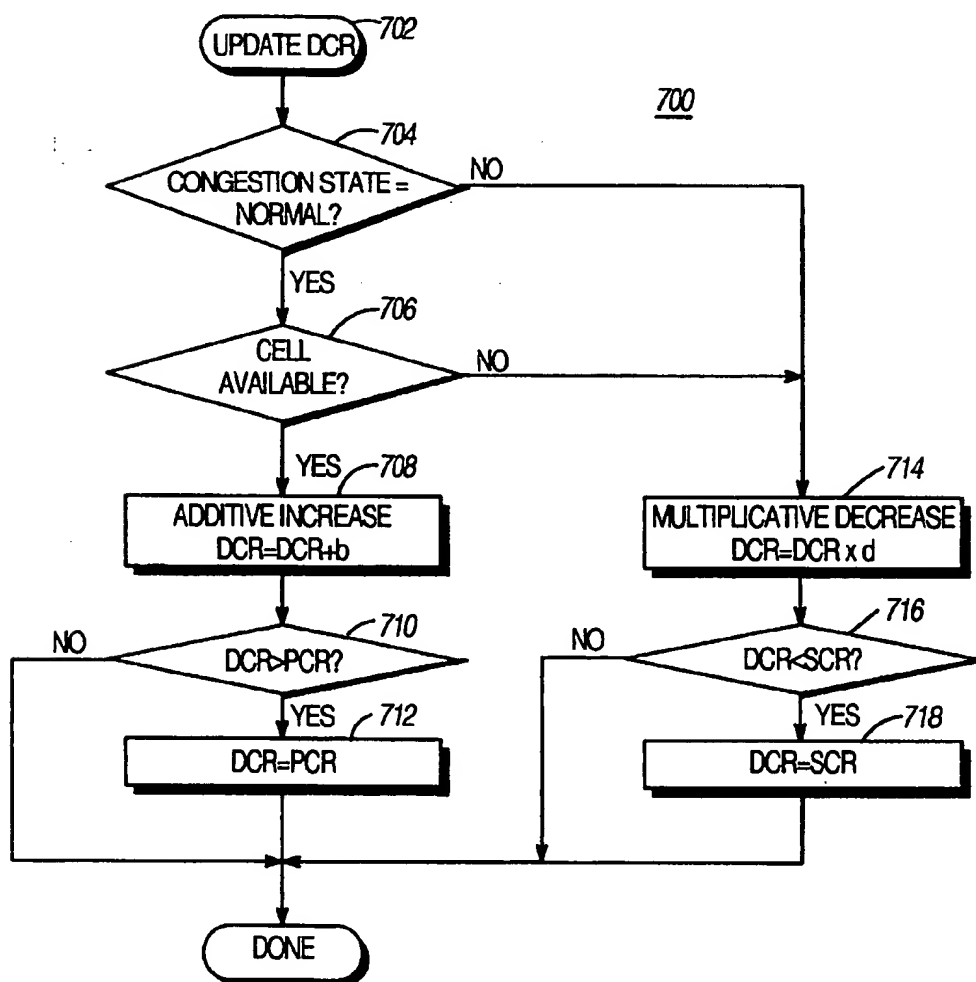 UPDATE DCR
702
700
704
CONGESTION STATE =
NORMAL?
NO
YES
706
CELL
AVAILABLE?
NO
YES
708
ADDITIVE INCREASE
DCR=DCR+b
714
MULTIPLICATIVE DECREASE
DCR=DCR x d
710
NO
DCR>PCR?
YES
716
NO
DCR<SCR?
YES
712
DCR=PCR
718
DCR=SCR
DONE